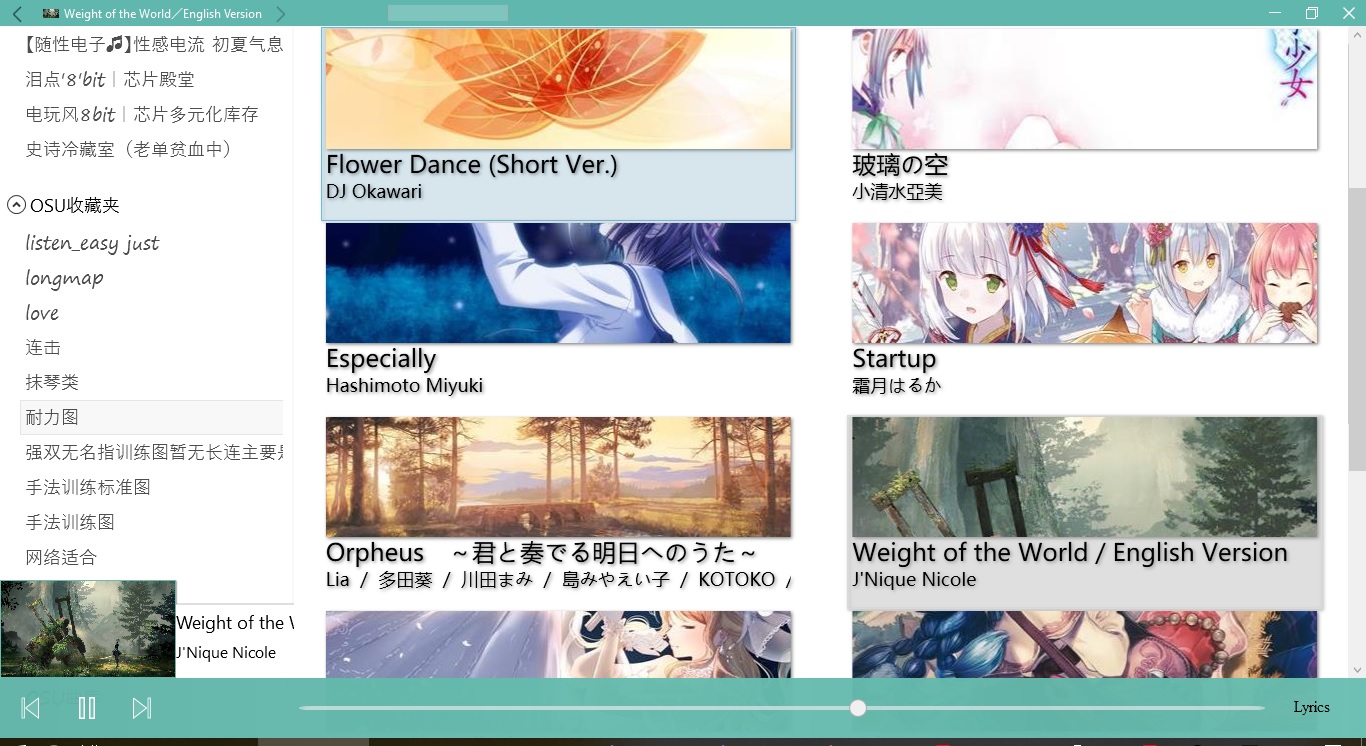 Weight of the World／English Version
【随性电子🎵】性感电流 初夏气息
泪点'8'bit｜芯片殿堂
电玩风8bit｜芯片多元化库存
史诗冷藏室（老单贫血中）
OSU收藏夹
listen_easy just
longmap
love
连击
抹琴类
耐力图
强双无名指训练图暂无长连主要是
手法训练标准图
手法训练图
网络适合
Weight of the W
J'Nique Nicole
Flower Dance (Short Ver.)
DJ Okawari
少女
玻璃の空
小清水亞美
Especially
Hashimoto Miyuki
Startup
霜月はるか
Orpheus　～君と奏でる明日へのうた～
Lia / 多田葵 / 川田まみ / 島みやえい子 / KOTOKO /
Weight of the World / English Version
J'Nique Nicole
Lyrics